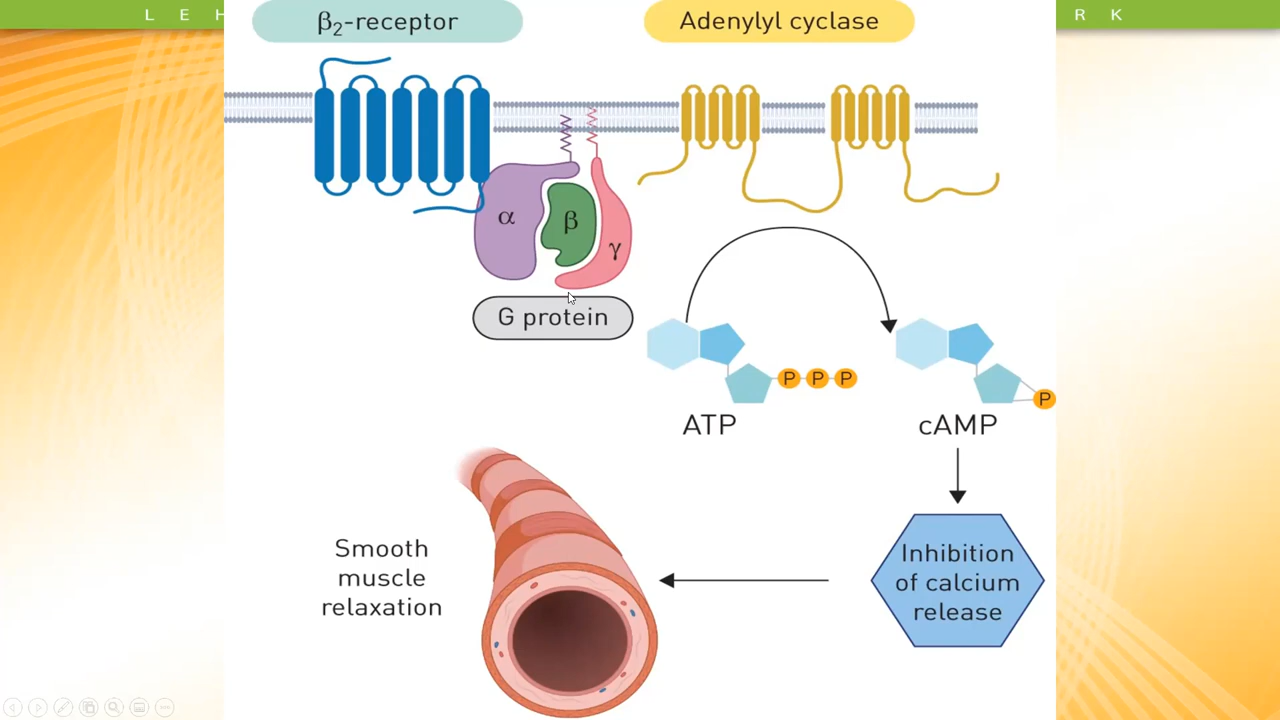 L E H
R K
β2-receptor
Adenylyl cyclase
α
β
γ
G protein
P P P
P
ATP
cAMP
Inhibition
of calcium
release
Smooth
muscle
relaxation